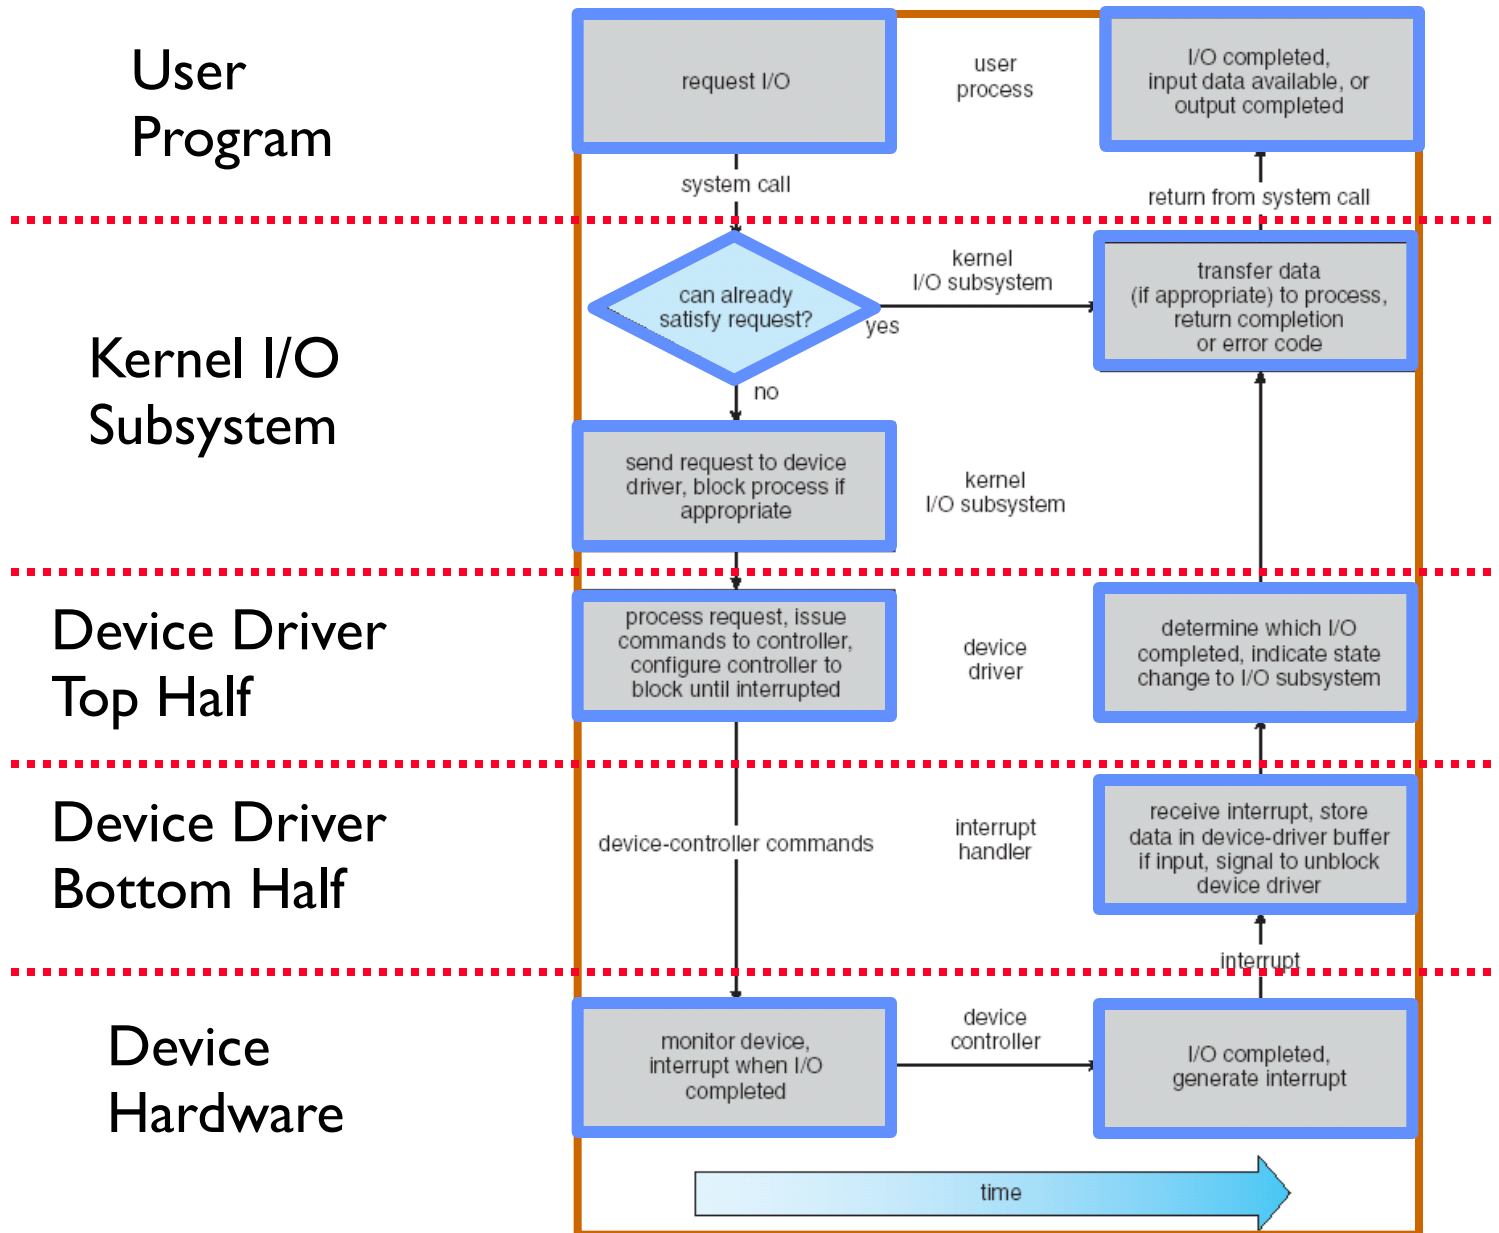 User
Program
request I/O
user
process
I/O completed,
input data available, or
output completed
system call
return from system call
Kernel I/O
Subsystem
can already
satisfy request?
kernel
I/O subsystem
yes
transfer data
(if appropriate) to process,
return completion
or error code
no
send request to device
driver, block process if
appropriate
kernel
I/O subsystem
Device Driver
Top Half
process request, issue
commands to controller,
configure controller to
block until interrupted
device
driver
determine which I/O
completed, indicate state
change to I/O subsystem
Device Driver
Bottom Half
device-controller commands
interrupt
handler
receive interrupt, store
data in device-driver buffer
if input, signal to unblock
device driver
interrupt
Device
Hardware
monitor device,
interrupt when I/O
completed
device
controller
I/O completed,
generate interrupt
time